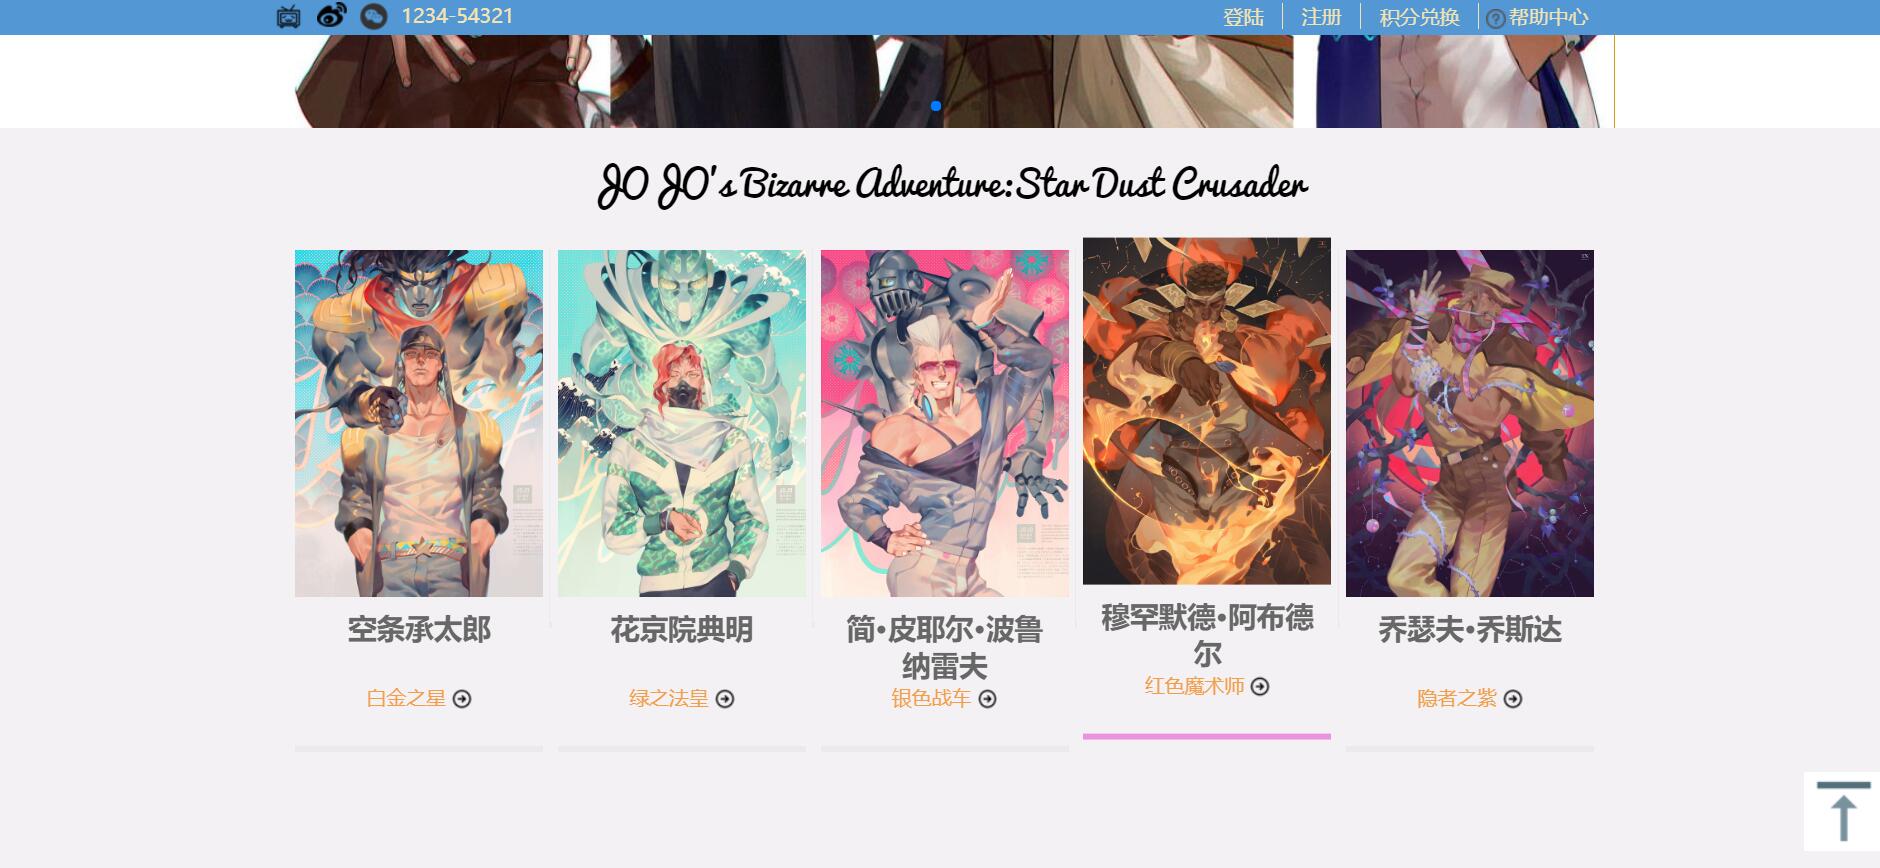 1234-54321
登陆
注册
积分兑换
帮助中心
JO JO's Bizarre Adventure:Star Dust Crusader
空条承太郎
白金之星
花京院典明
绿之法皇
简·皮耶尔·波鲁
纳雷夫
银色战车
穆罕默德·阿布德
尔
红色魔术师
乔瑟夫·乔斯达
隐者之紫